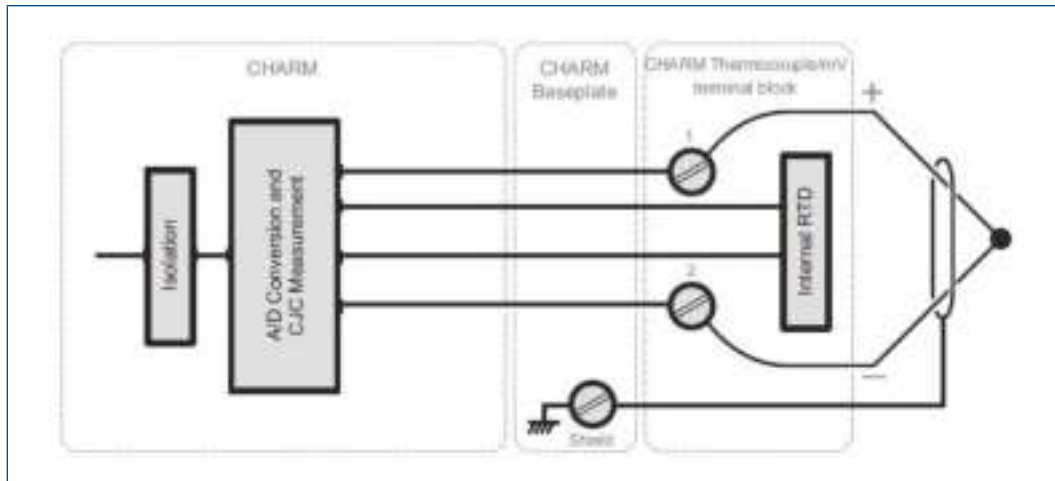 CHARM
CHARM
Baseplate
CHARM Thermocouple/mV
terminal block
+
1
Isolation
A/D Conversion and
CJC Measurement
Internal RTD
2
—
Shield